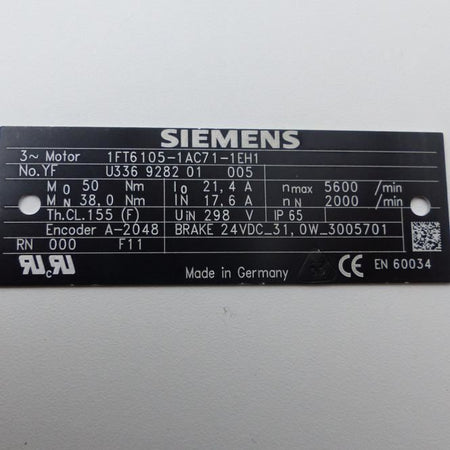 SIEMENS
3~ Motor 1FT6105-1AC71-1EH1
No.YF U336 9282 01 005
M0 50 Nm I0 21,4 A nmax 5600 /min
MN 38,0 Nm IN 17,6 A nN 2000 /min
Th.CL.155 (F) UIN 298 V IP 65
Encoder A-2048 BRAKE 24VDC_31,0W_3005701
RN 000 F11
c Made in Germany CE EN 60034